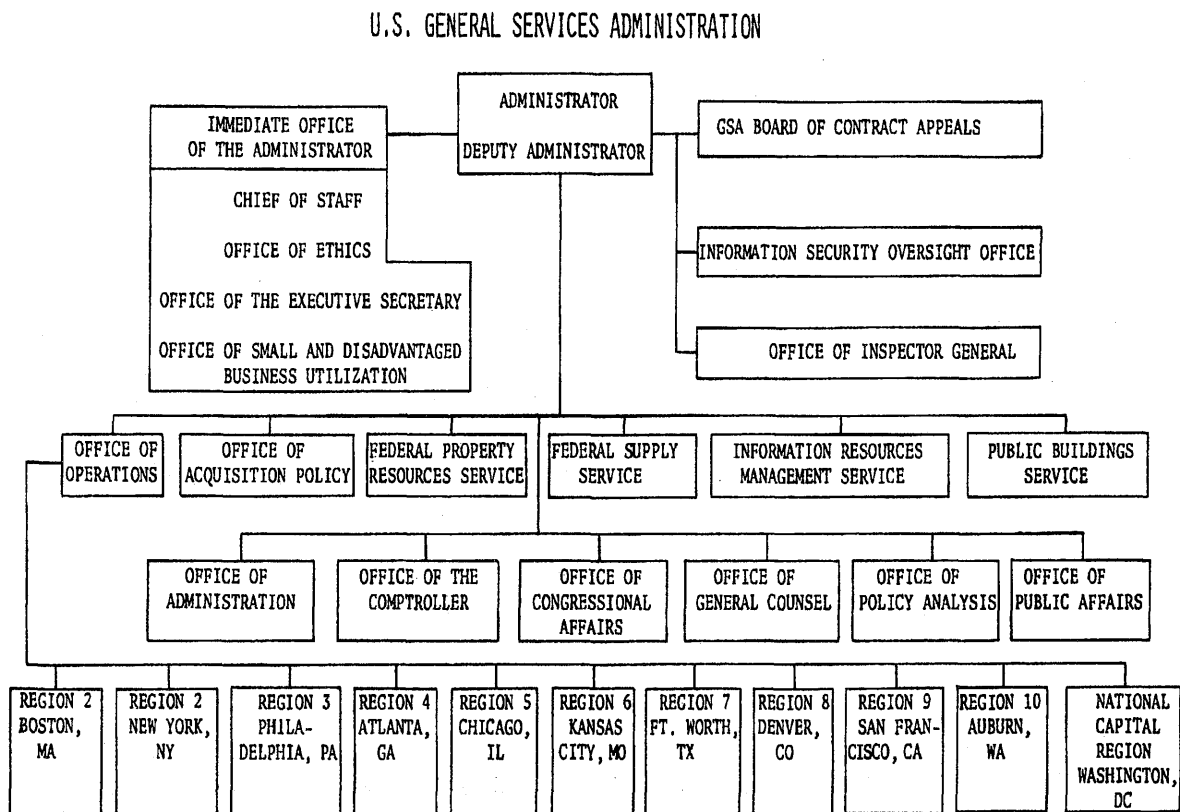 U.S. GENERAL SERVICES ADMINISTRATION
ADMINISTRATOR
DEPUTY ADMINISTRATOR
IMMEDIATE OFFICE
OF THE ADMINISTRATOR
CHIEF OF STAFF
OFFICE OF ETHICS
OFFICE OF THE EXECUTIVE SECRETARY
OFFICE OF SMALL AND DISADVANTAGED
BUSINESS UTILIZATION
GSA BOARD OF CONTRACT APPEALS
INFORMATION SECURITY OVERSIGHT OFFICE
OFFICE OF INSPECTOR GENERAL
OFFICE OF
OPERATIONS
OFFICE OF
ACQUISITION POLICY
FEDERAL PROPERTY
RESOURCES SERVICE
FEDERAL SUPPLY
SERVICE
INFORMATION RESOURCES
MANAGEMENT SERVICE
PUBLIC BUILDINGS
SERVICE
OFFICE OF
ADMINISTRATION
OFFICE OF THE
COMPTROLLER
OFFICE OF
CONGRESSIONAL
AFFAIRS
OFFICE OF
GENERAL COUNSEL
OFFICE OF
POLICY ANALYSIS
OFFICE OF
PUBLIC AFFAIRS
REGION 2
BOSTON,
MA
REGION 2
NEW YORK,
NY
REGION 3
PHILA-
DELPHIA, PA
REGION 4
ATLANTA,
GA
REGION 5
CHICAGO,
IL
REGION 6
KANSAS
CITY, MO
REGION 7
FT. WORTH,
TX
REGION 8
DENVER,
CO
REGION 9
SAN FRAN-
CISCO, CA
REGION 10
AUBURN,
WA
NATIONAL
CAPITAL
REGION
WASHINGTON,
DC